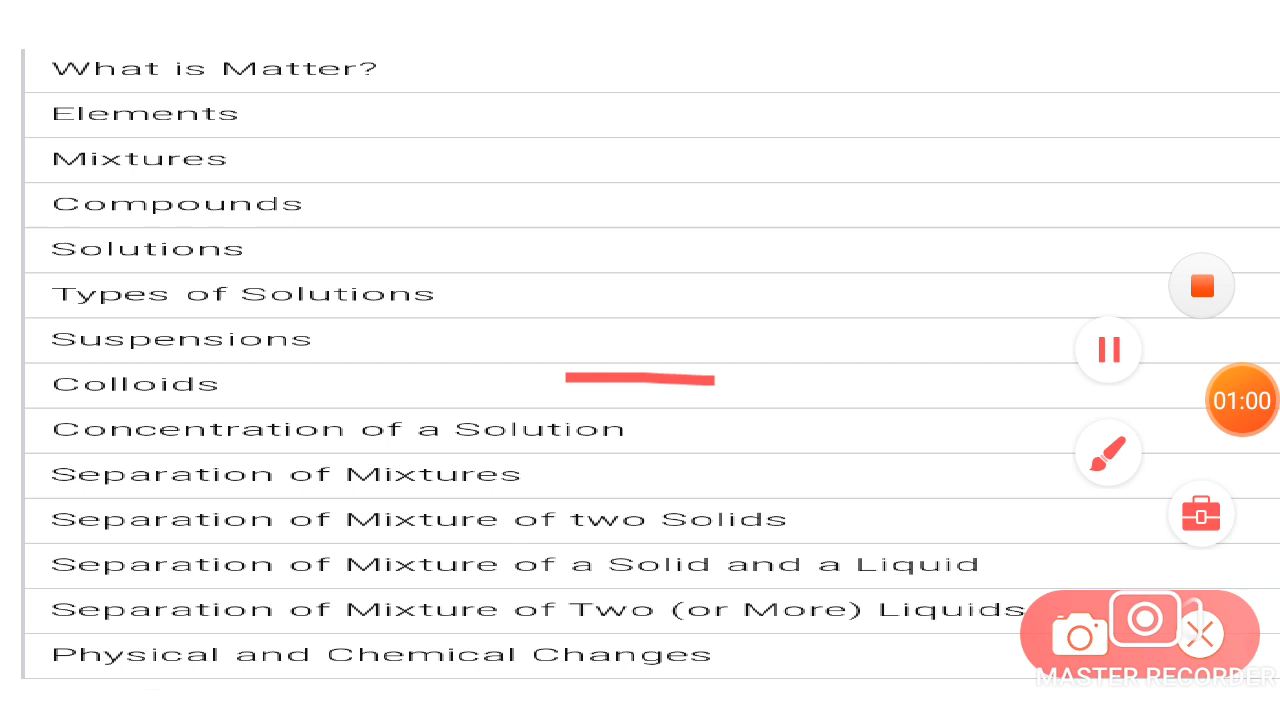 What is Matter?
Elements
Mixtures
Compounds
Solutions
Types of Solutions
Suspensions
Colloids
01:00
Concentration of a Solution
Separation of Mixtures
Separation of Mixture of two Solids
Separation of Mixture of a Solid and a Liquid
Separation of Mixture of Two (or More) Liquids
Physical and Chemical Changes
MASTER RECORDER